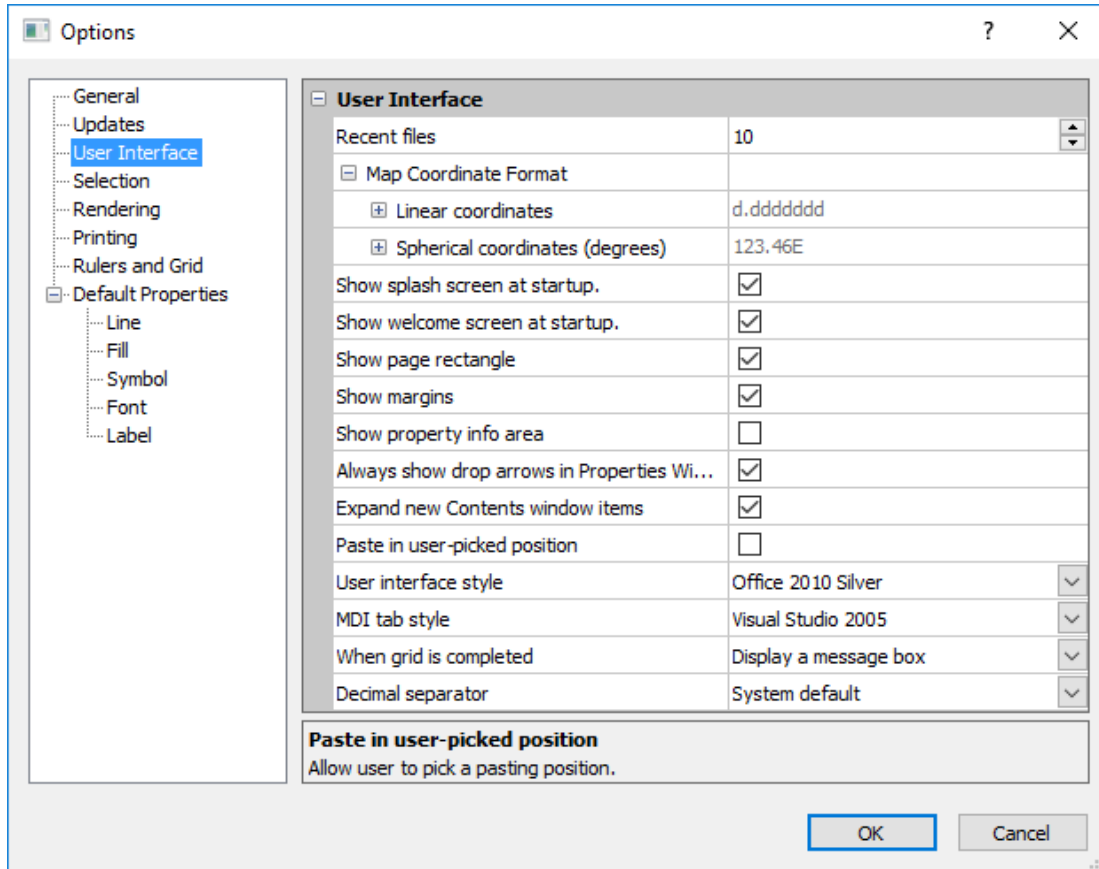 Options
?
General
Updates
User Interface
Selection
Rendering
Printing
Rulers and Grid
Default Properties
Line
Fill
Symbol
Font
Label
User Interface
Recent files 10
Map Coordinate Format
Linear coordinates d.ddddddd
Spherical coordinates (degrees) 123.46E
Show splash screen at startup.
Show welcome screen at startup.
Show page rectangle
Show margins
Show property info area
Always show drop arrows in Properties Wi...
Expand new Contents window items
Paste in user-picked position
User interface style Office 2010 Silver
MDI tab style Visual Studio 2005
When grid is completed Display a message box
Decimal separator System default
Paste in user-picked position
Allow user to pick a pasting position.
OK Cancel